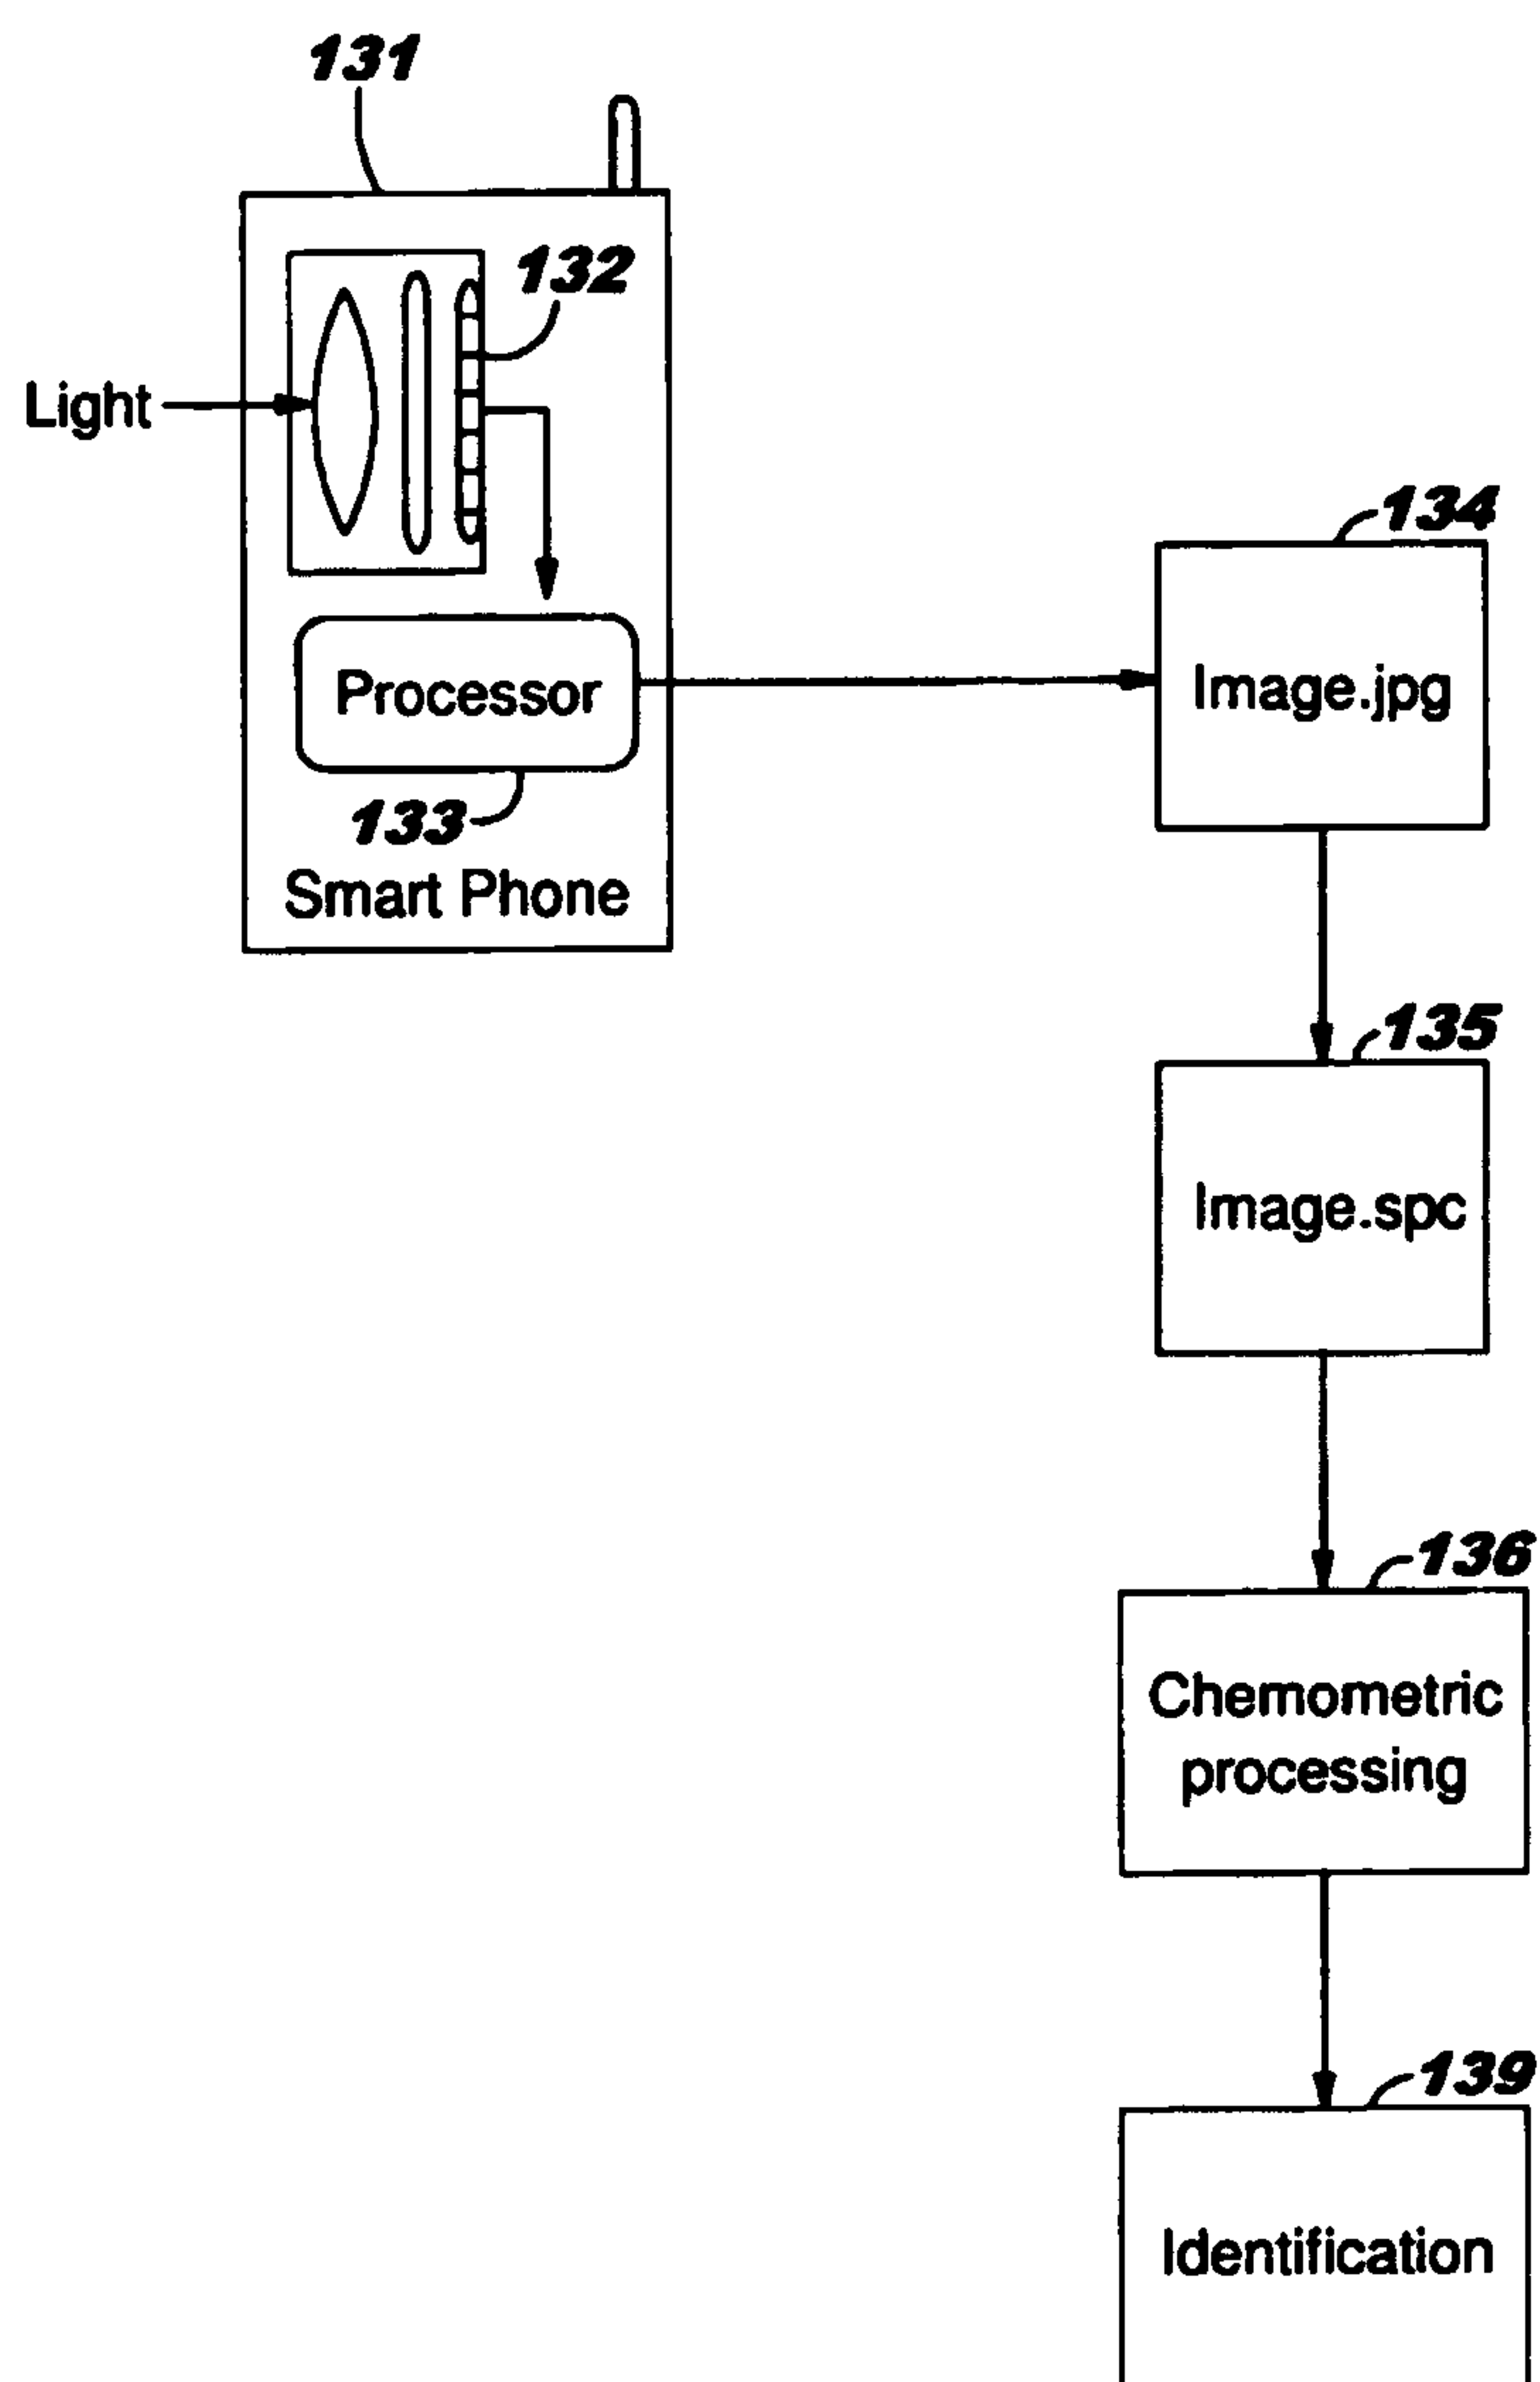 131
132
Light
134
Image.jpg
Processor
133
Smart Phone
135
Image.spc
136
Chemometric
processing
139
Identification